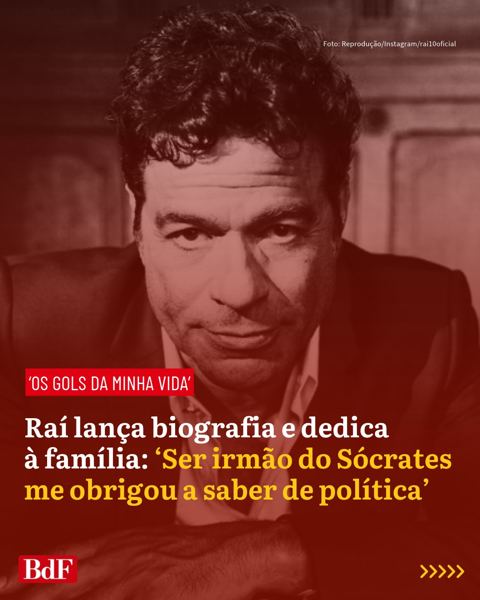 Foto: Reprodução/Instagram/rai10oficial
'OS GOLS DA MINHA VIDA'
Raí lança biografia e dedica
à família: ‘Ser irmão do Sócrates
me obrigou a saber de política’
BdF